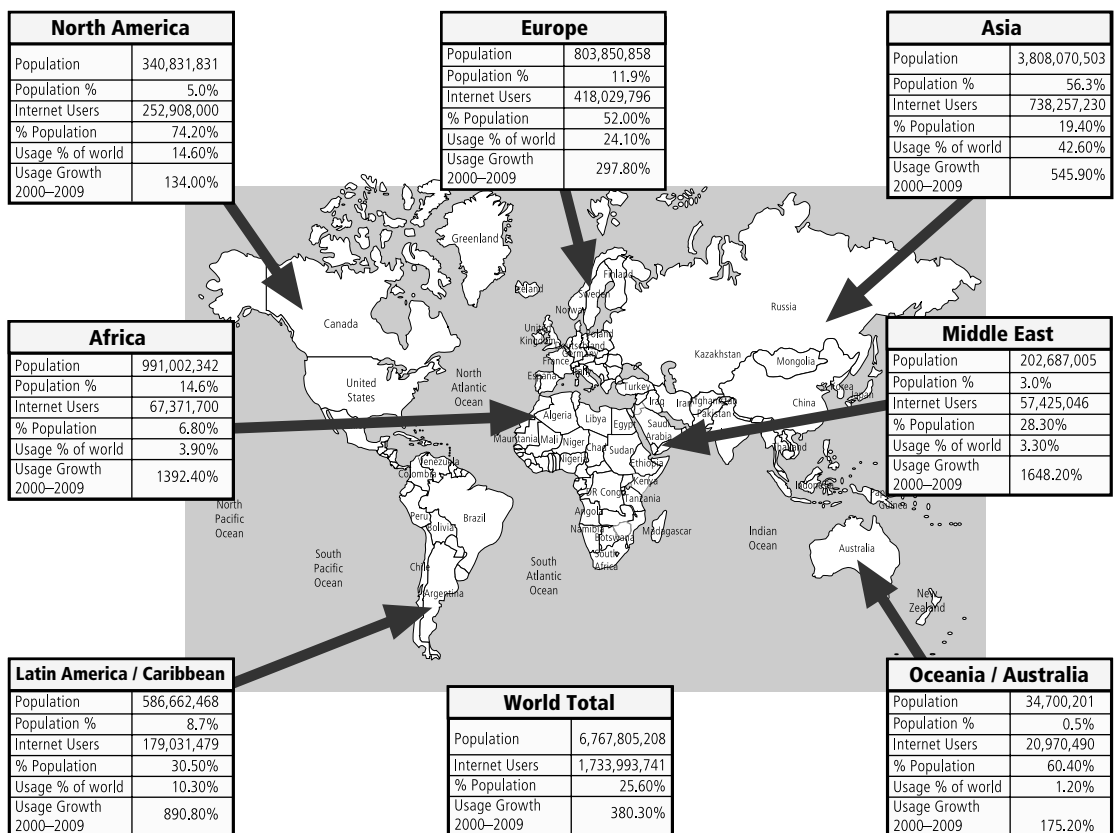 North America
Population 340,831,831
Population % 5.0%
Internet Users 252,908,000
% Population 74.20%
Usage % of world 14.60%
Usage Growth
2000–2009 134.00%
Europe
Population 803,850,858
Population % 11.9%
Internet Users 418,029,796
% Population 52.00%
Usage % of world 24.10%
Usage Growth
2000–2009 297.80%
Asia
Population 3,808,070,503
Population % 56.3%
Internet Users 738,257,230
% Population 19.40%
Usage % of world 42.60%
Usage Growth
2000–2009 545.90%
Africa
Population 991,002,342
Population % 14.6%
Internet Users 67,371,700
% Population 6.80%
Usage % of world 3.90%
Usage Growth
2000–2009 1392.40%
Middle East
Population 202,687,005
Population % 3.0%
Internet Users 57,425,046
% Population 28.30%
Usage % of world 3.30%
Usage Growth
2000–2009 1648.20%
Greenland
Finland
Sweden
Norway
Russia
Canada
United
Kingdom
Poland
Deutschland
Germany
France
Kazakhstan
Mongolia
España
Italy
Turkey
United
States
North
Atlantic
Ocean
Iraq
Iran
Afghanistan
Pakistan
China
Japan
Algeria
Libya
Egypt
Saudi
Arabia
Mauritania
Mali
Niger
Chad
Sudan
Thailand
Nigeria
Ethiopia
Venezuela
Colombia
Kenya
DR Congo
Tanzania
Indonesia
Guinea
North
Pacific
Ocean
Peru
Brazil
Bolivia
Angola
Namibia
Botswana
Madagascar
South
Africa
Indian
Ocean
Australia
South
Pacific
Ocean
Chile
Argentina
South
Atlantic
Ocean
New
Zealand
Latin America / Caribbean
Population 586,662,468
Population % 8.7%
Internet Users 179,031,479
% Population 30.50%
Usage % of world 10.30%
Usage Growth
2000–2009 890.80%
World Total
Population 6,767,805,208
Internet Users 1,733,993,741
% Population 25.60%
Usage Growth
2000–2009 380.30%
Oceania / Australia
Population 34,700,201
Population % 0.5%
Internet Users 20,970,490
% Population 60.40%
Usage % of world 1.20%
Usage Growth
2000–2009 175.20%